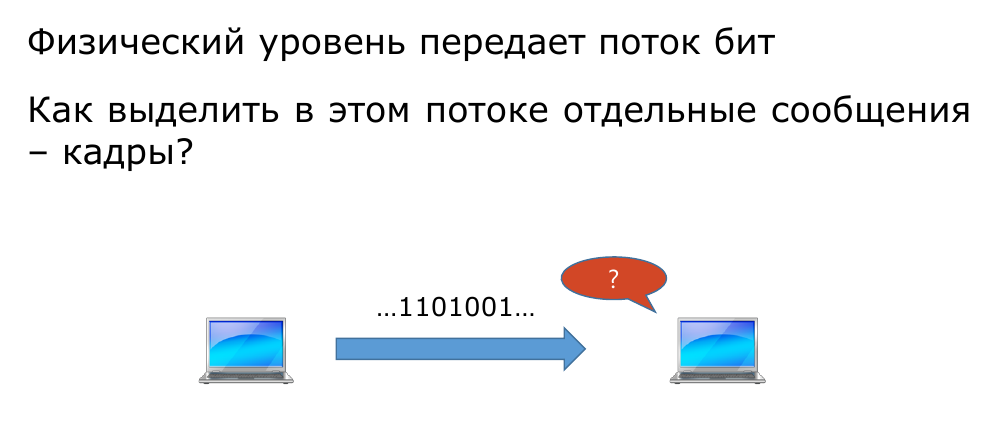 Физический уровень передает поток бит
Как выделить в этом потоке отдельные сообщения
– кадры?
?
…1101001…